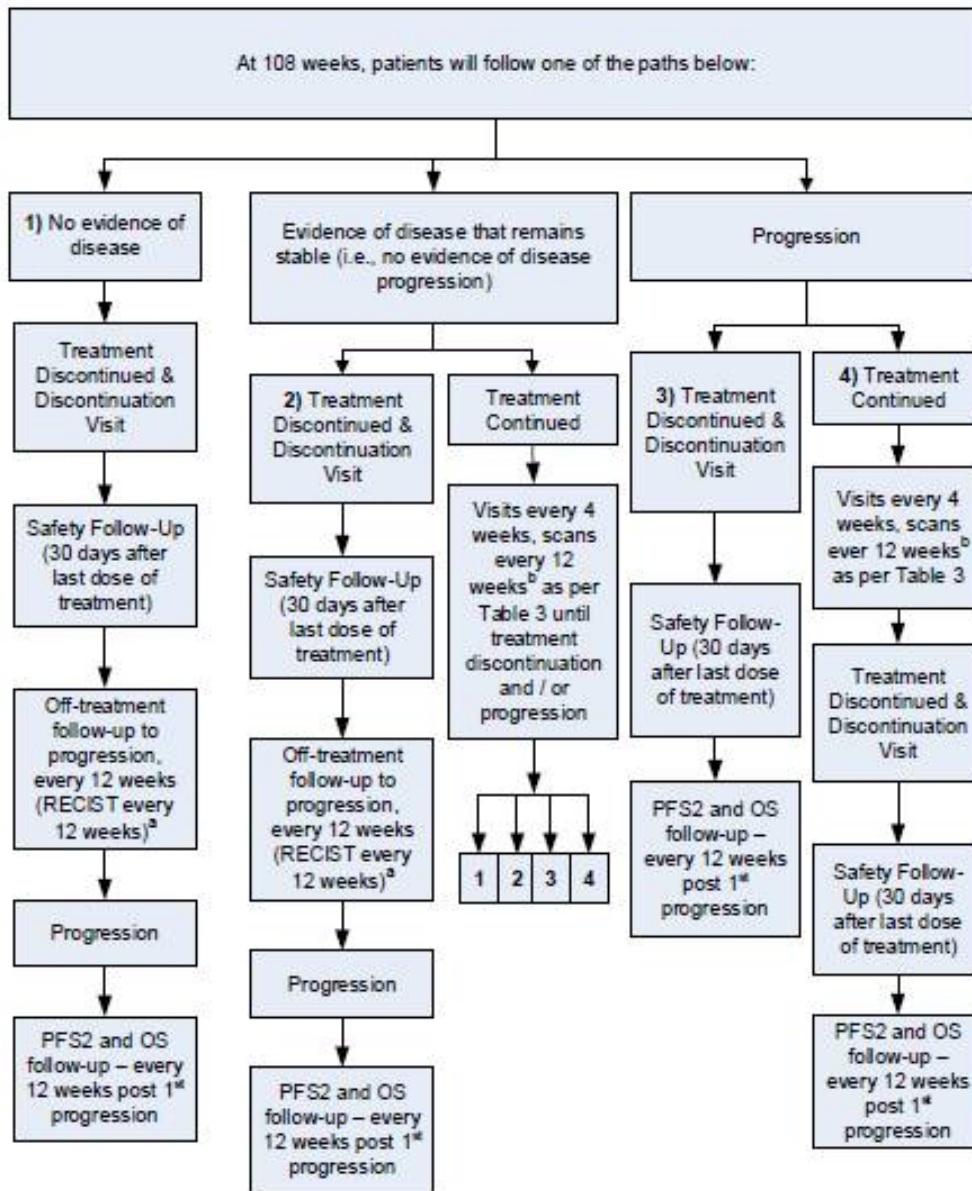 At 108 weeks, patients will follow one of the paths below:
1) No evidence of
disease
Treatment
Discontinued &
Discontinuation
Visit
Safety Follow-Up
(30 days after
last dose of
treatment)
Off-treatment
follow-up to
progression,
every 12 weeks
(RECIST every
12 weeks)a
Progression
PFS2 and OS
follow-up – every
12 weeks post 1st
progression
Evidence of disease that remains
stable (i.e., no evidence of disease
progression)
2) Treatment
Discontinued &
Discontinuation
Visit
Safety Follow-Up
(30 days after
last dose of
treatment)
Off-treatment
follow-up to
progression,
every 12 weeks
(RECIST every
12 weeks)a
Progression
PFS2 and OS
follow-up – every
12 weeks post 1st
progression
Treatment
Continued
Visits every 4
weeks, scans
every 12
weeksb as per
Table 3 until
treatment
discontinuation
and / or
progression
1 2 3 4
Progression
3) Treatment
Discontinued &
Discontinuation
Visit
Safety Follow-
Up (30 days
after last dose
of treatment)
PFS2 and OS
follow-up –
every 12 weeks
post 1st
progression
4) Treatment
Continued
Visits every 4
weeks, scans
ever 12 weeksb
as per Table 3
Treatment
Discontinued &
Discontinuation
Visit
Safety Follow-
Up (30 days
after last dose
of treatment)
PFS2 and OS
follow-up –
every 12 weeks
post 1st
progression